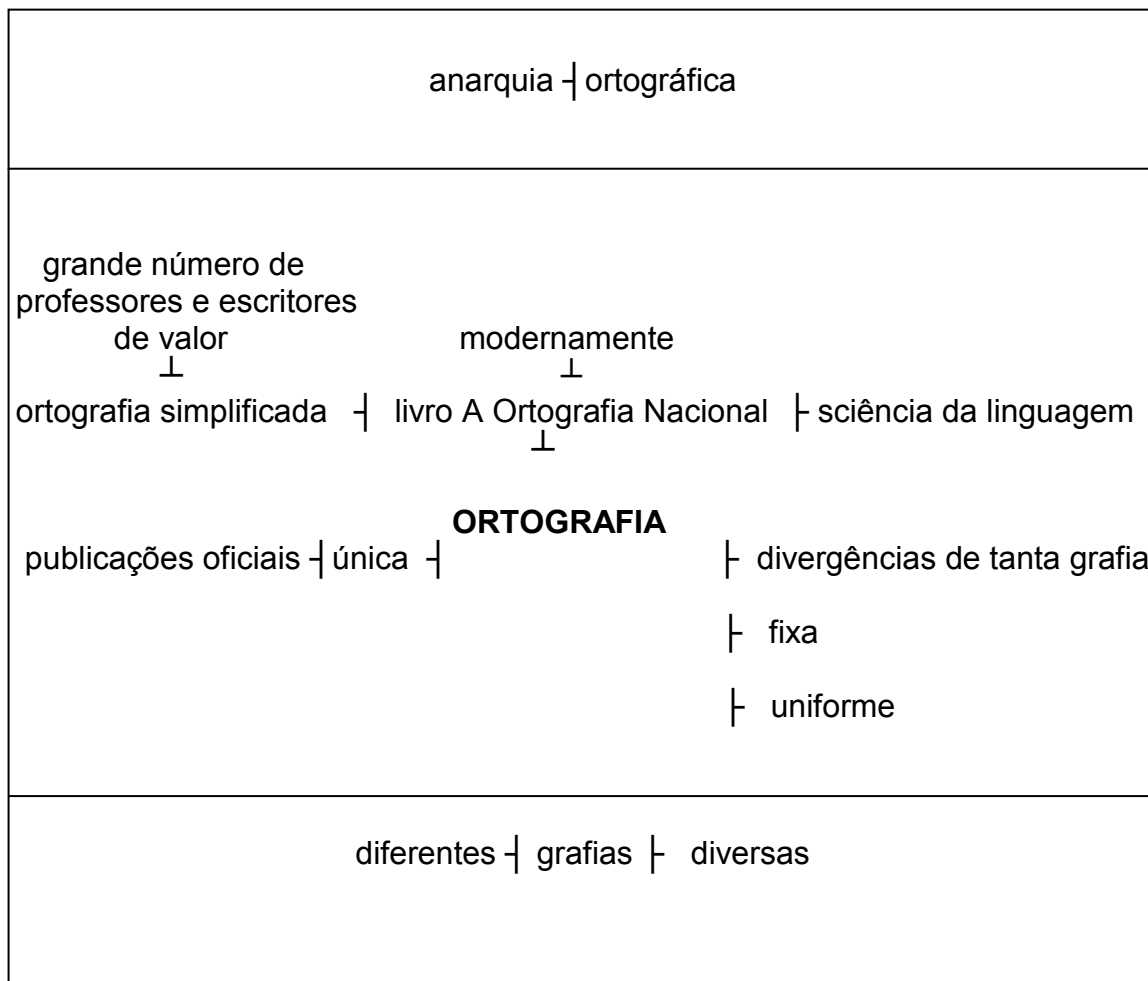 anarquia ┤ortográfica
grande número de
professores e escritores
de valor
modernamente
┴
┴
ortografia simplificada ┤ livro A Ortografia Nacional ├ sciência da linguagem
┴
ORTOGRAFIA
publicações oficiais ┤única ┤ ├ divergências de tanta grafia
├ fixa
├ uniforme
diferentes ┤ grafias ├ diversas